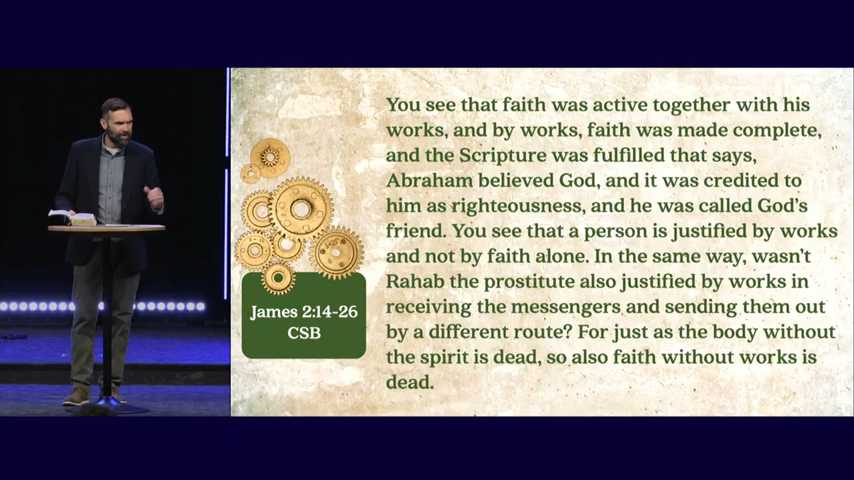 You see that faith was active together with his
works, and by works, faith was made complete,
and the Scripture was fulfilled that says,
Abraham believed God, and it was credited to
him as righteousness, and he was called God's
friend. You see that a person is justified by works
and not by faith alone. In the same way, wasn't
Rahab the prostitute also justified by works in
receiving the messengers and sending them out
by a different route? For just as the body without
the spirit is dead, so also faith without works is
dead.
James 2:14-26
CSB